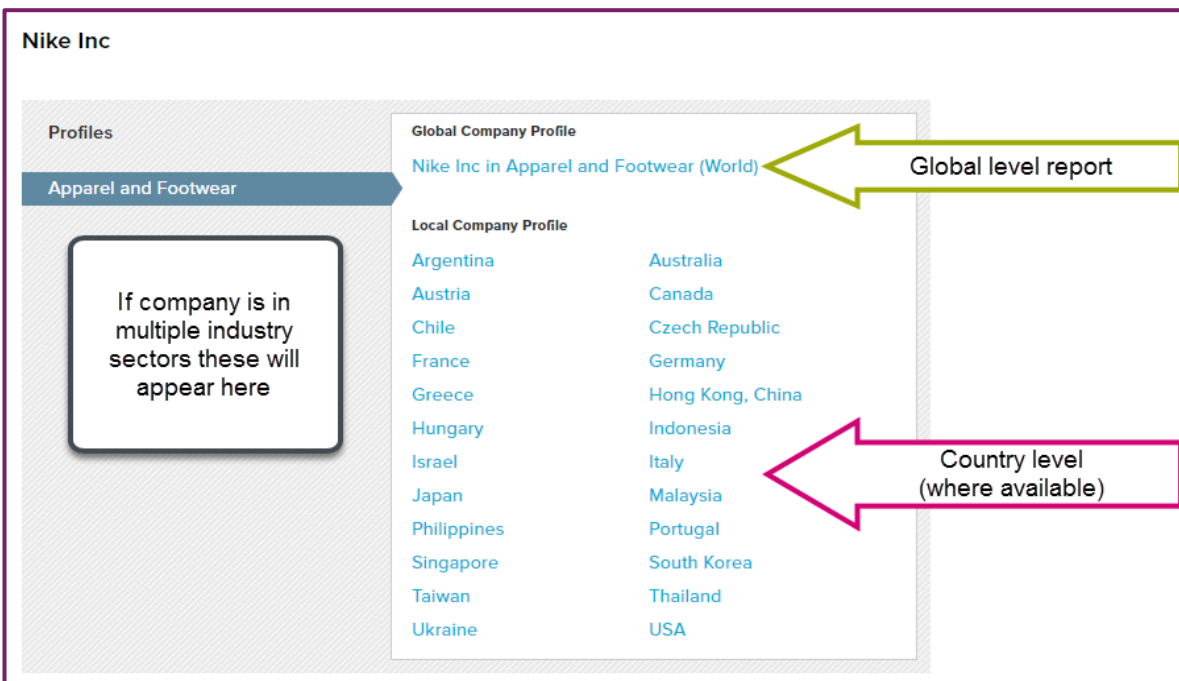 Nike Inc
Profiles
Apparel and Footwear
If company is in
multiple industry
sectors these will
appear here
Global Company Profile
Nike Inc in Apparel and Footwear (World)
Global level report
Local Company Profile
Argentina Australia
Austria Canada
Chile Czech Republic
France Germany
Greece Hong Kong, China
Hungary Indonesia
Israel Italy
Japan Malaysia
Philippines Portugal
Singapore South Korea
Taiwan Thailand
Ukraine USA
Country level
(where available)